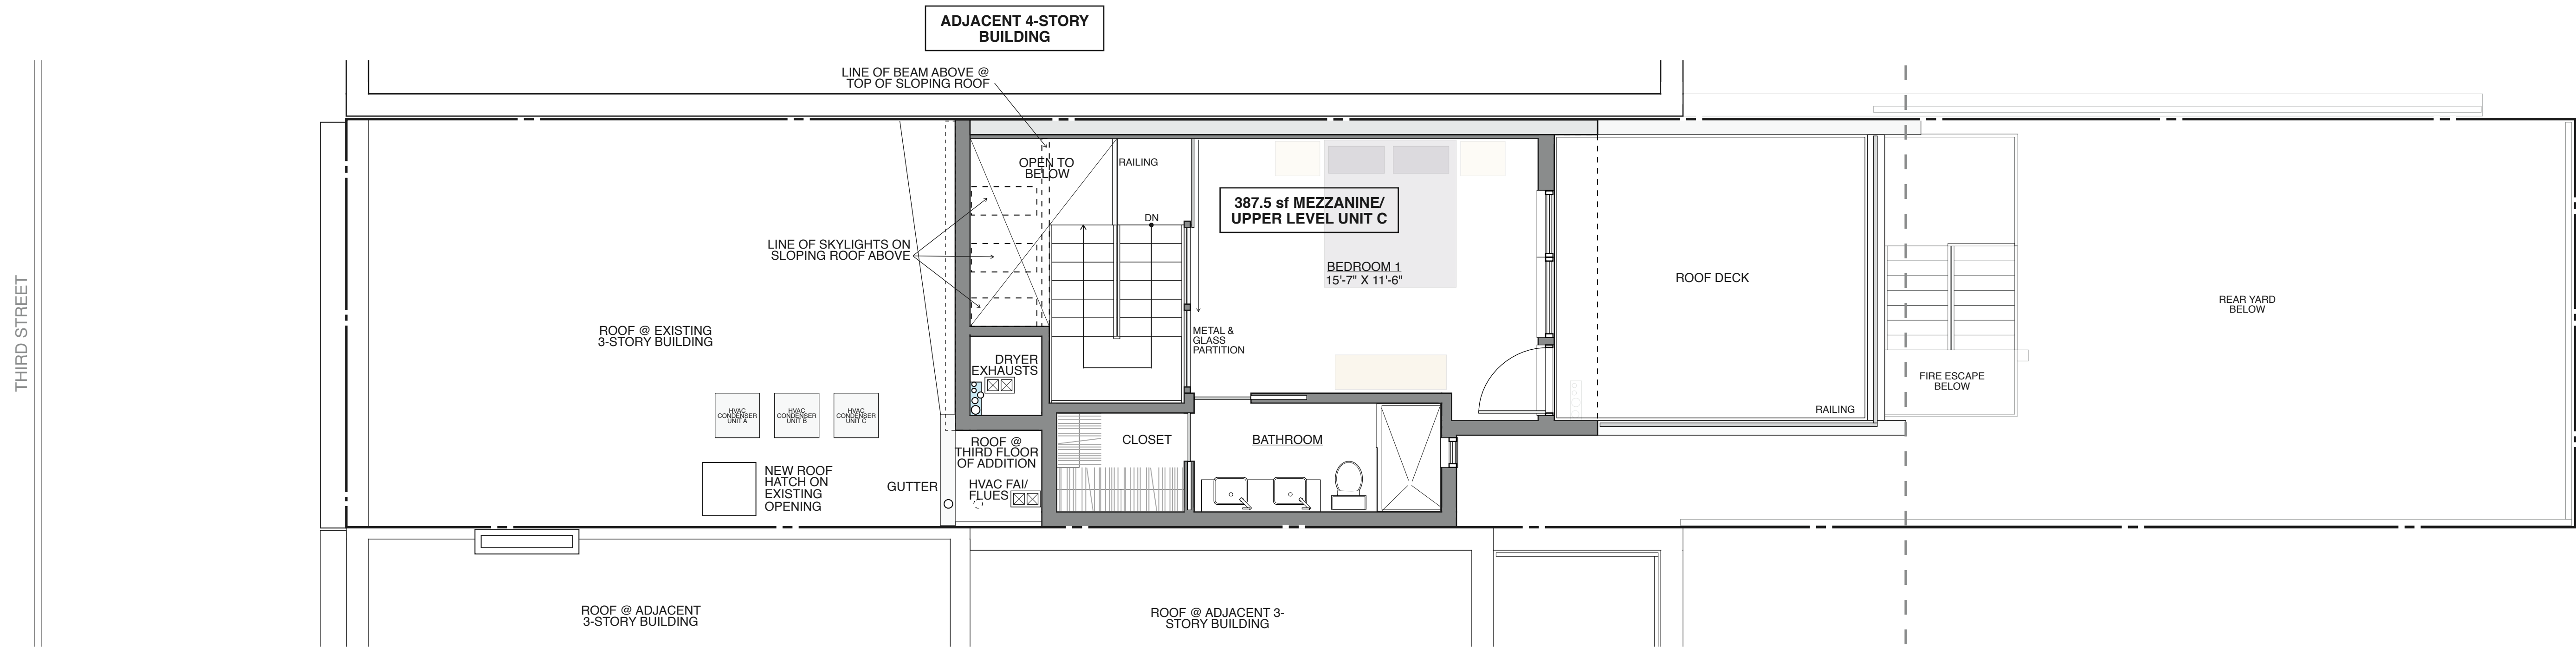 ADJACENT 4-STORY
BUILDING
LINE OF BEAM ABOVE @
TOP OF SLOPING ROOF
OPEN TO
BELOW
RAILING
387.5 sf MEZZANINE/
UPPER LEVEL UNIT C
DN
LINE OF SKYLIGHTS ON
SLOPING ROOF ABOVE
BEDROOM 1
15'-7" X 11'-6"
ROOF DECK
THIRD STREET
REAR YARD
BELOW
ROOF @ EXISTING
3-STORY BUILDING
METAL &
GLASS
PARTITION
DRYER
EXHAUSTS
FIRE ESCAPE
BELOW
HVAC
CONDENSER
UNIT A
HVAC
CONDENSER
UNIT B
HVAC
CONDENSER
UNIT C
RAILING
ROOF @
THIRD FLOOR
OF ADDITION
CLOSET
BATHROOM
NEW ROOF
HATCH ON
EXISTING
OPENING
GUTTER
HVAC FAI/
FLUES
ROOF @ ADJACENT
3-STORY BUILDING
ROOF @ ADJACENT 3-
STORY BUILDING